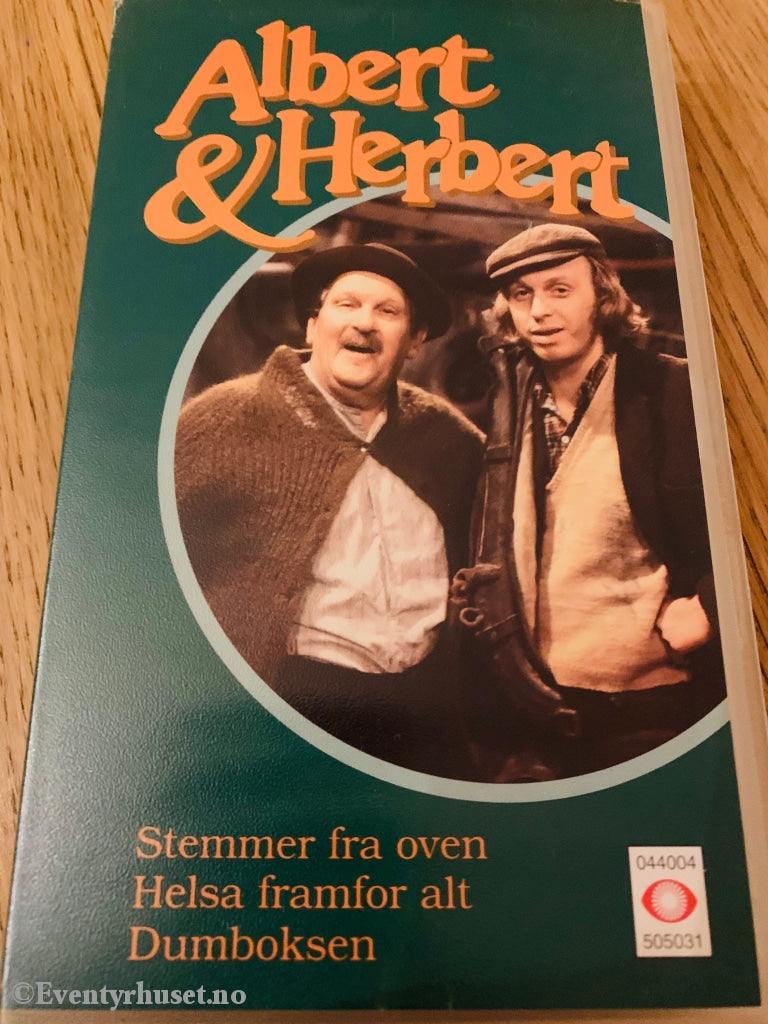 Albert
& Herbert
Stemmer fra oven
Helsa framfor alt
Dumboksen
044004
505031
©Eventyrhuset.no